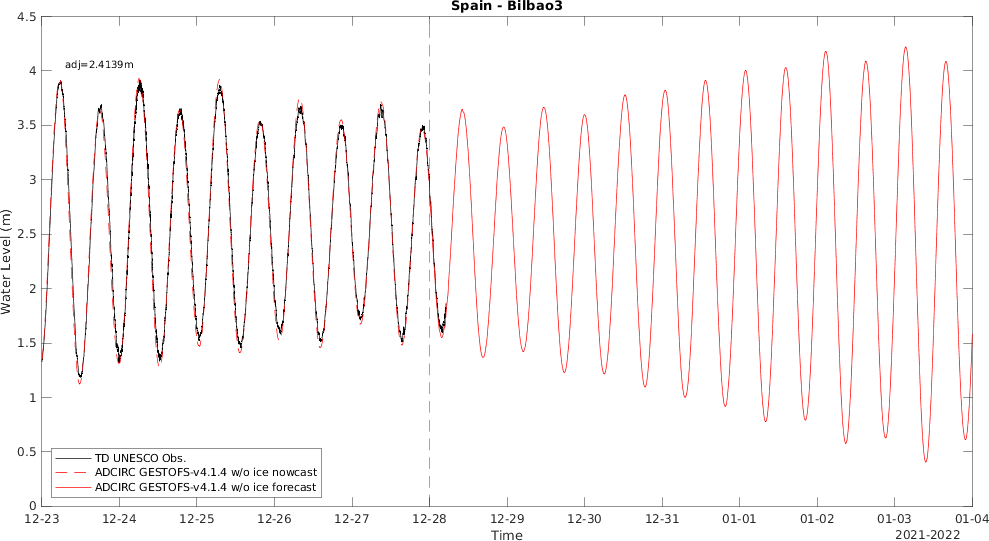 Spain - Bilbao3
adj=2.4139m
Water Level (m)
4.5
4
3.5
3
2.5
2
1.5
1
0.5
0
TD UNESCO Obs.
ADCIRC GESTOFS-v4.1.4 w/o ice nowcast
ADCIRC GESTOFS-v4.1.4 w/o ice forecast
12-23 12-24 12-25 12-26 12-27 12-28 12-29 12-30 12-31 01-01 01-02 01-03 01-04
Time
2021-2022